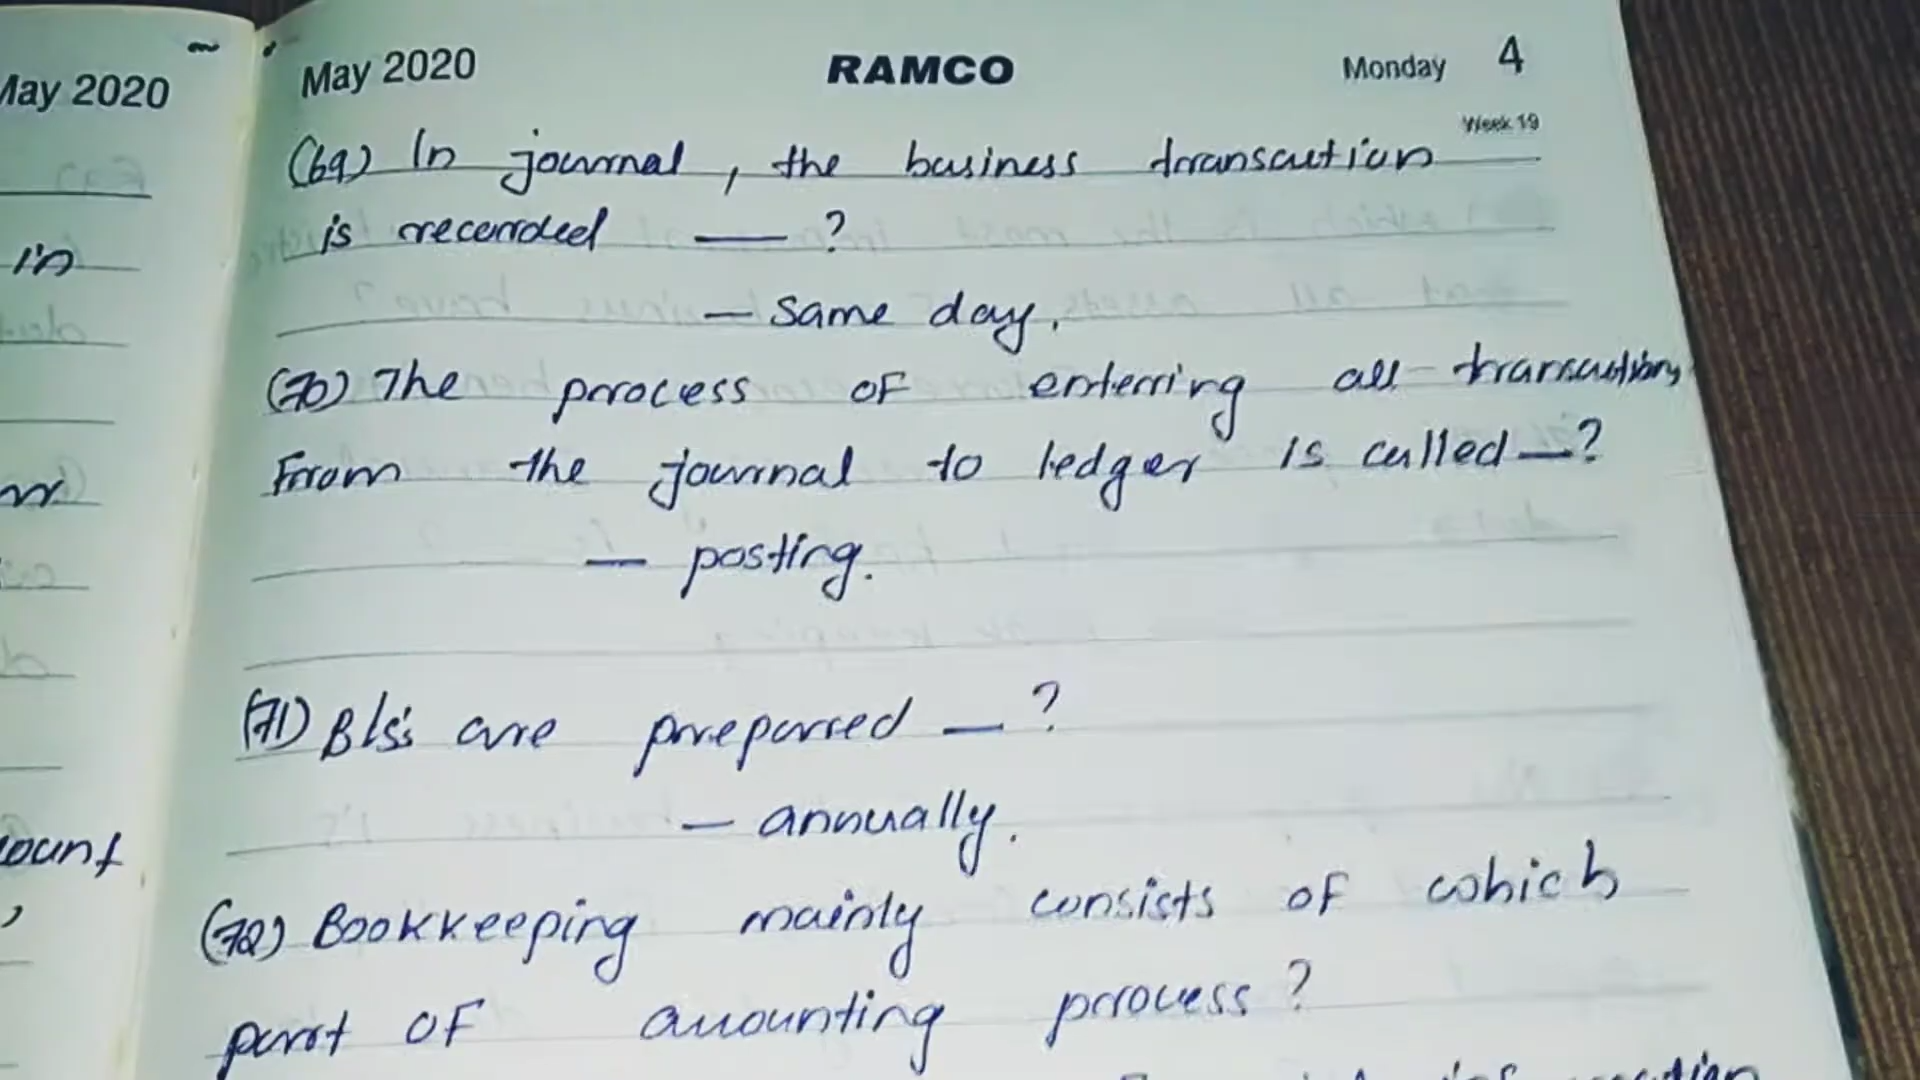 May 2020
in
ount
,
May 2020 RAMCO Monday 4
Week 19
(69) In journal, the business transaction
is recorded — ?
— same day.
(70) The process of entering all transactions
From the journal to ledger is called —?
— posting.
(71) B/s's are prepared — ?
— annually.
(72) Bookkeeping mainly consists of which
part of accounting process ?